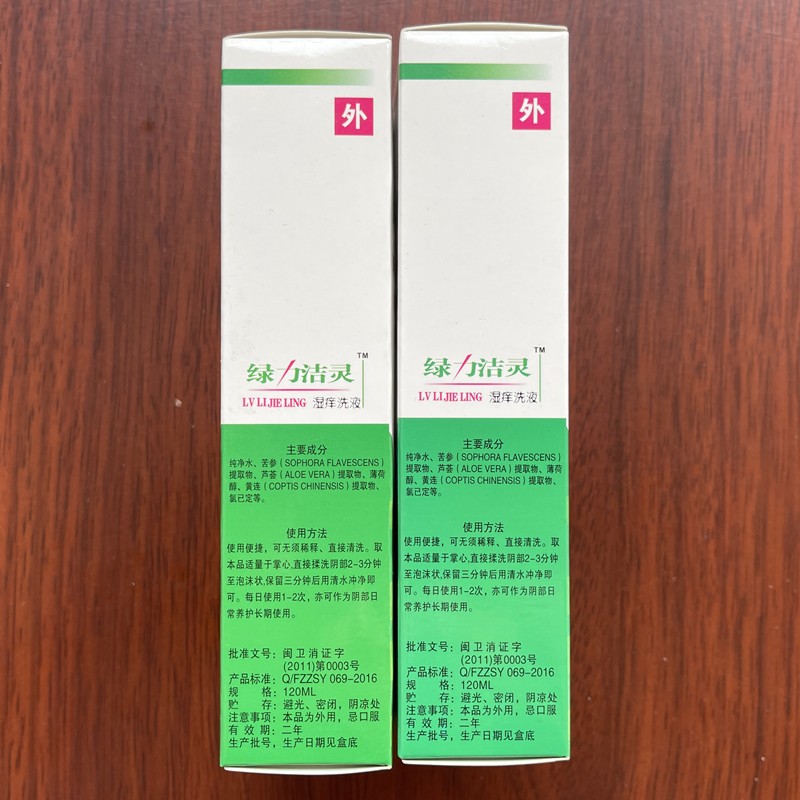 外
绿力洁灵 TM
LV LI JIE LING 湿痒洗液
主要成分
纯净水、苦参（SOPHORA FLAVESCENS）
提取物、芦荟（ALOE VERA）提取物、薄荷
醇、黄连（COPTIS CHINENSIS）提取物、
氯已定等。
使用方法
使用便捷，可无须稀释、直接清洗。取
本品适量于掌心,直接揉洗阴部2-3分钟
至泡沫状,保留三分钟后用清水冲净即
可。每日使用1-2次，亦可作为阴部日
常养护长期使用。
批准文号：闽卫消证字
(2011)第0003号
产品标准：Q/FZZSY 069-2016
规 格：120ML
贮 存：避光、密闭，阴凉处
注意事项：本品为外用，忌口服
有效期：二年
生产批号，生产日期见盒底
外
绿力洁灵 TM
LV LI JIE LING 湿痒洗液
主要成分
纯净水、苦参（SOPHORA FLAVESCENS）
提取物、芦荟（ALOE VERA）提取物、薄荷
醇、黄连（COPTIS CHINENSIS）提取物、
氯已定等。
使用方法
使用便捷，可无须稀释、直接清洗。取
本品适量于掌心,直接揉洗阴部2-3分钟
至泡沫状,保留三分钟后用清水冲净即
可。每日使用1-2次，亦可作为阴部日
常养护长期使用。
批准文号：闽卫消证字
(2011)第0003号
产品标准：Q/FZZSY 069-2016
规 格：120ML
贮 存：避光、密闭，阴凉处
注意事项：本品为外用，忌口服
有效期：二年
生产批号，生产日期见盒底